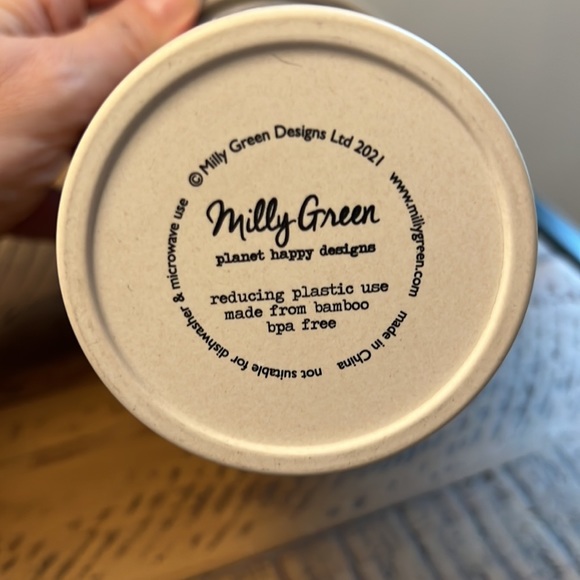 © Milly Green Designs Ltd 2021
www.millygreen.com
made in China
not suitable for dishwasher & microwave use
Milly Green
planet happy designs
reducing plastic use
made from bamboo
bpa free